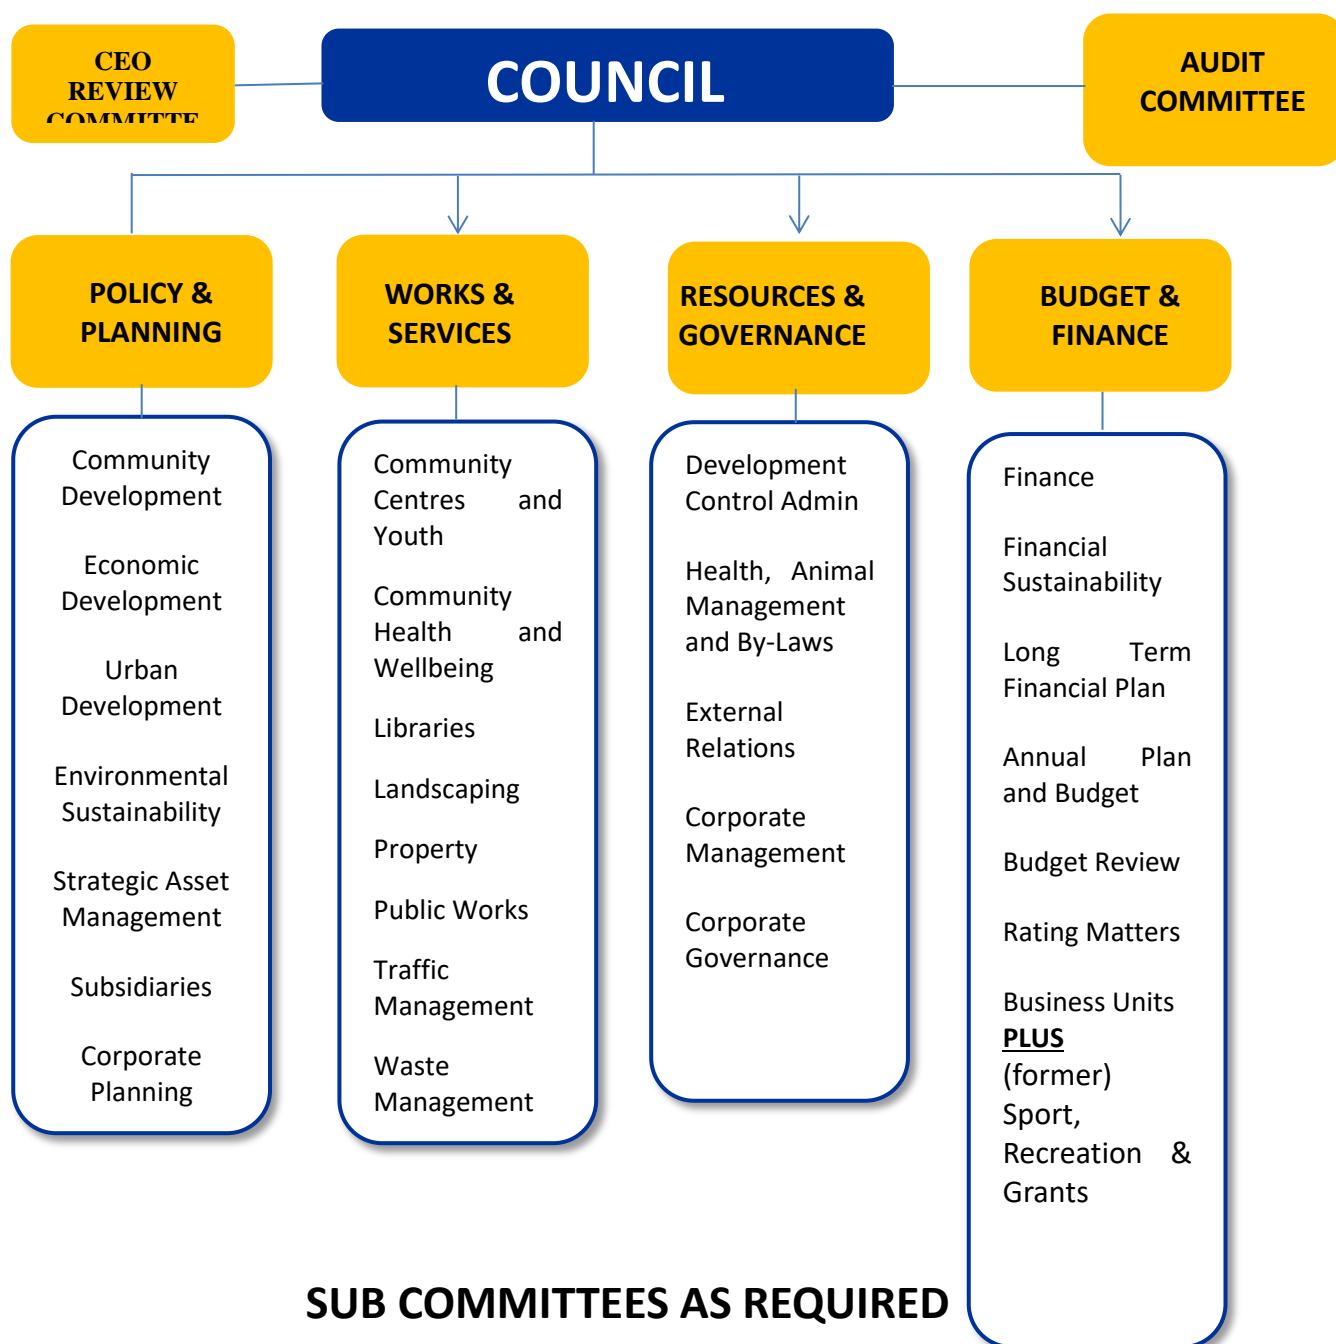 CEO
REVIEW
COMMITTE
COUNCIL
AUDIT
COMMITTEE
POLICY &
PLANNING
WORKS &
SERVICES
RESOURCES &
GOVERNANCE
BUDGET &
FINANCE
Community
Development
Economic
Development
Urban
Development
Environmental
Sustainability
Strategic Asset
Management
Subsidiaries
Corporate
Planning
Community
Centres and
Youth
Community
Health and
Wellbeing
Libraries
Landscaping
Property
Public Works
Traffic
Management
Waste
Management
Development
Control Admin
Health, Animal
Management
and By-Laws
External
Relations
Corporate
Management
Corporate
Governance
Finance
Financial
Sustainability
Long Term
Financial Plan
Annual Plan
and Budget
Budget Review
Rating Matters
Business Units
PLUS
(former)
Sport,
Recreation &
Grants
SUB COMMITTEES AS REQUIRED